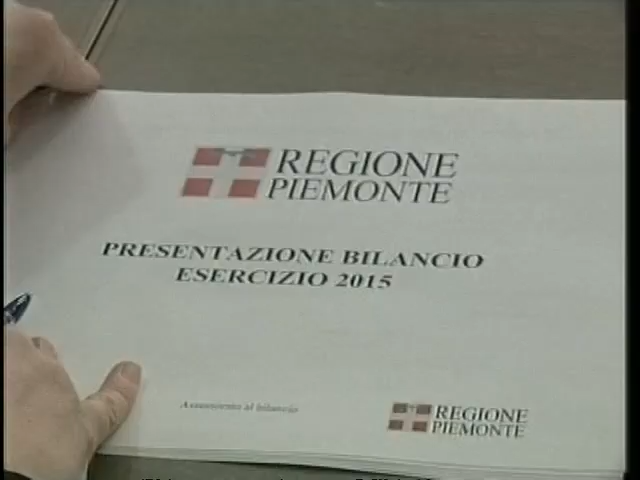 REGIONE
PIEMONTE
PRESENTAZIONE BILANCIO
ESERCIZIO 2015
Assessorato al bilancio
REGIONE
PIEMONTE